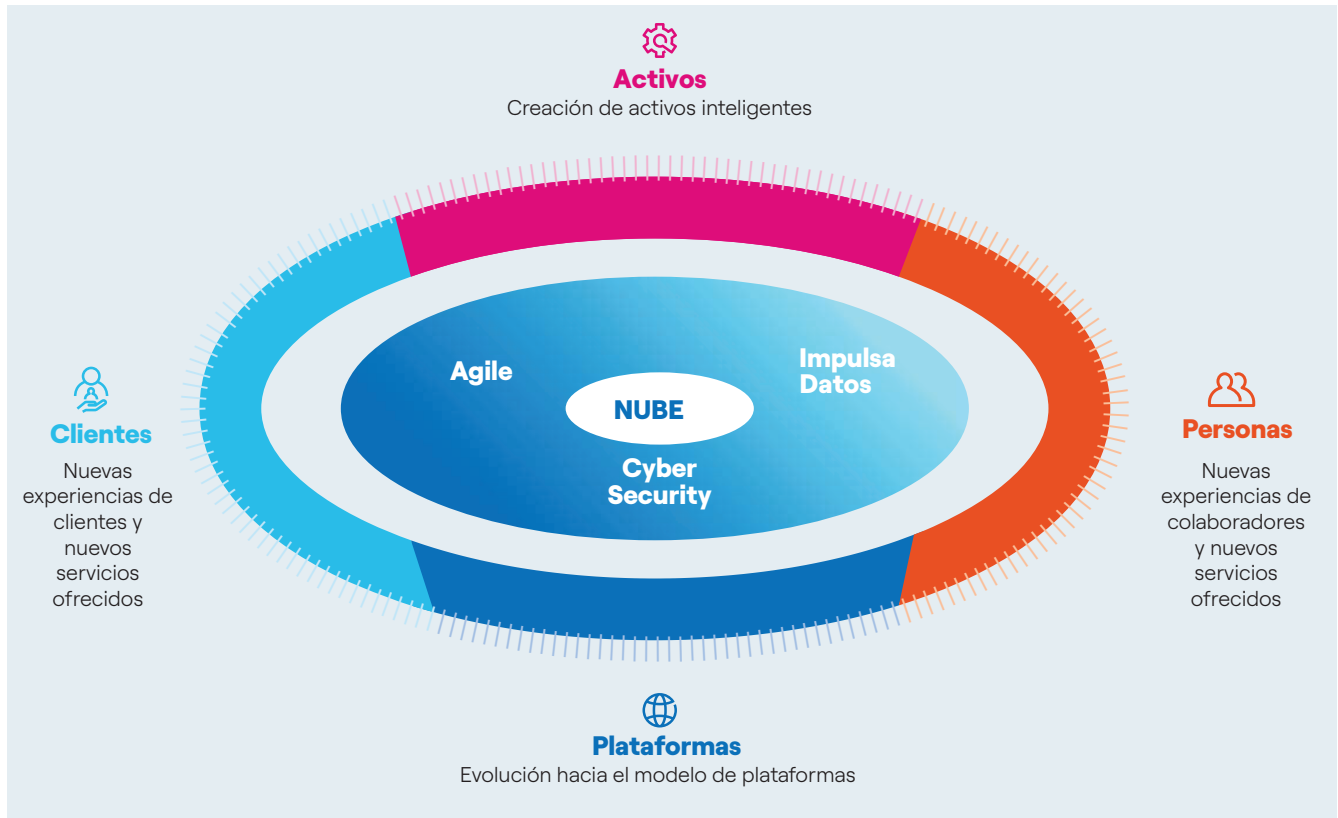 Activos
Creación de activos inteligentes
Agile
Impulsa
Datos
NUBE
Cyber
Security
Clientes
Nuevas
experiencias de
clientes y
nuevos
servicios
ofrecidos
Personas
Nuevas
experiencias de
colaboradores
y nuevos
servicios
ofrecidos
Plataformas
Evolución hacia el modelo de plataformas